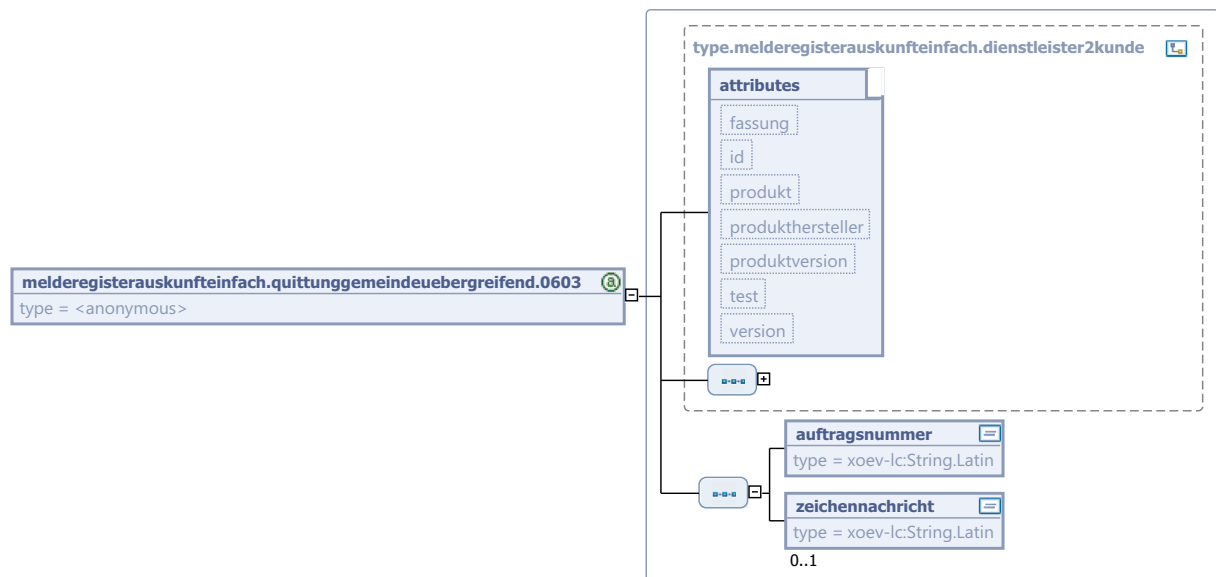 type.melderegisterauskunfteinfach.dienstleister2kunde
attributes
fassung
id
produkt
produkthersteller
produktversion
test
version
melderegisterauskunfteinfach.quittunggemeindeuebergreifend.0603 @
type = <anonymous>
auftragsnummer
type = xoev-lc:String.Latin
zeichennachricht
type = xoev-lc:String.Latin
0..1